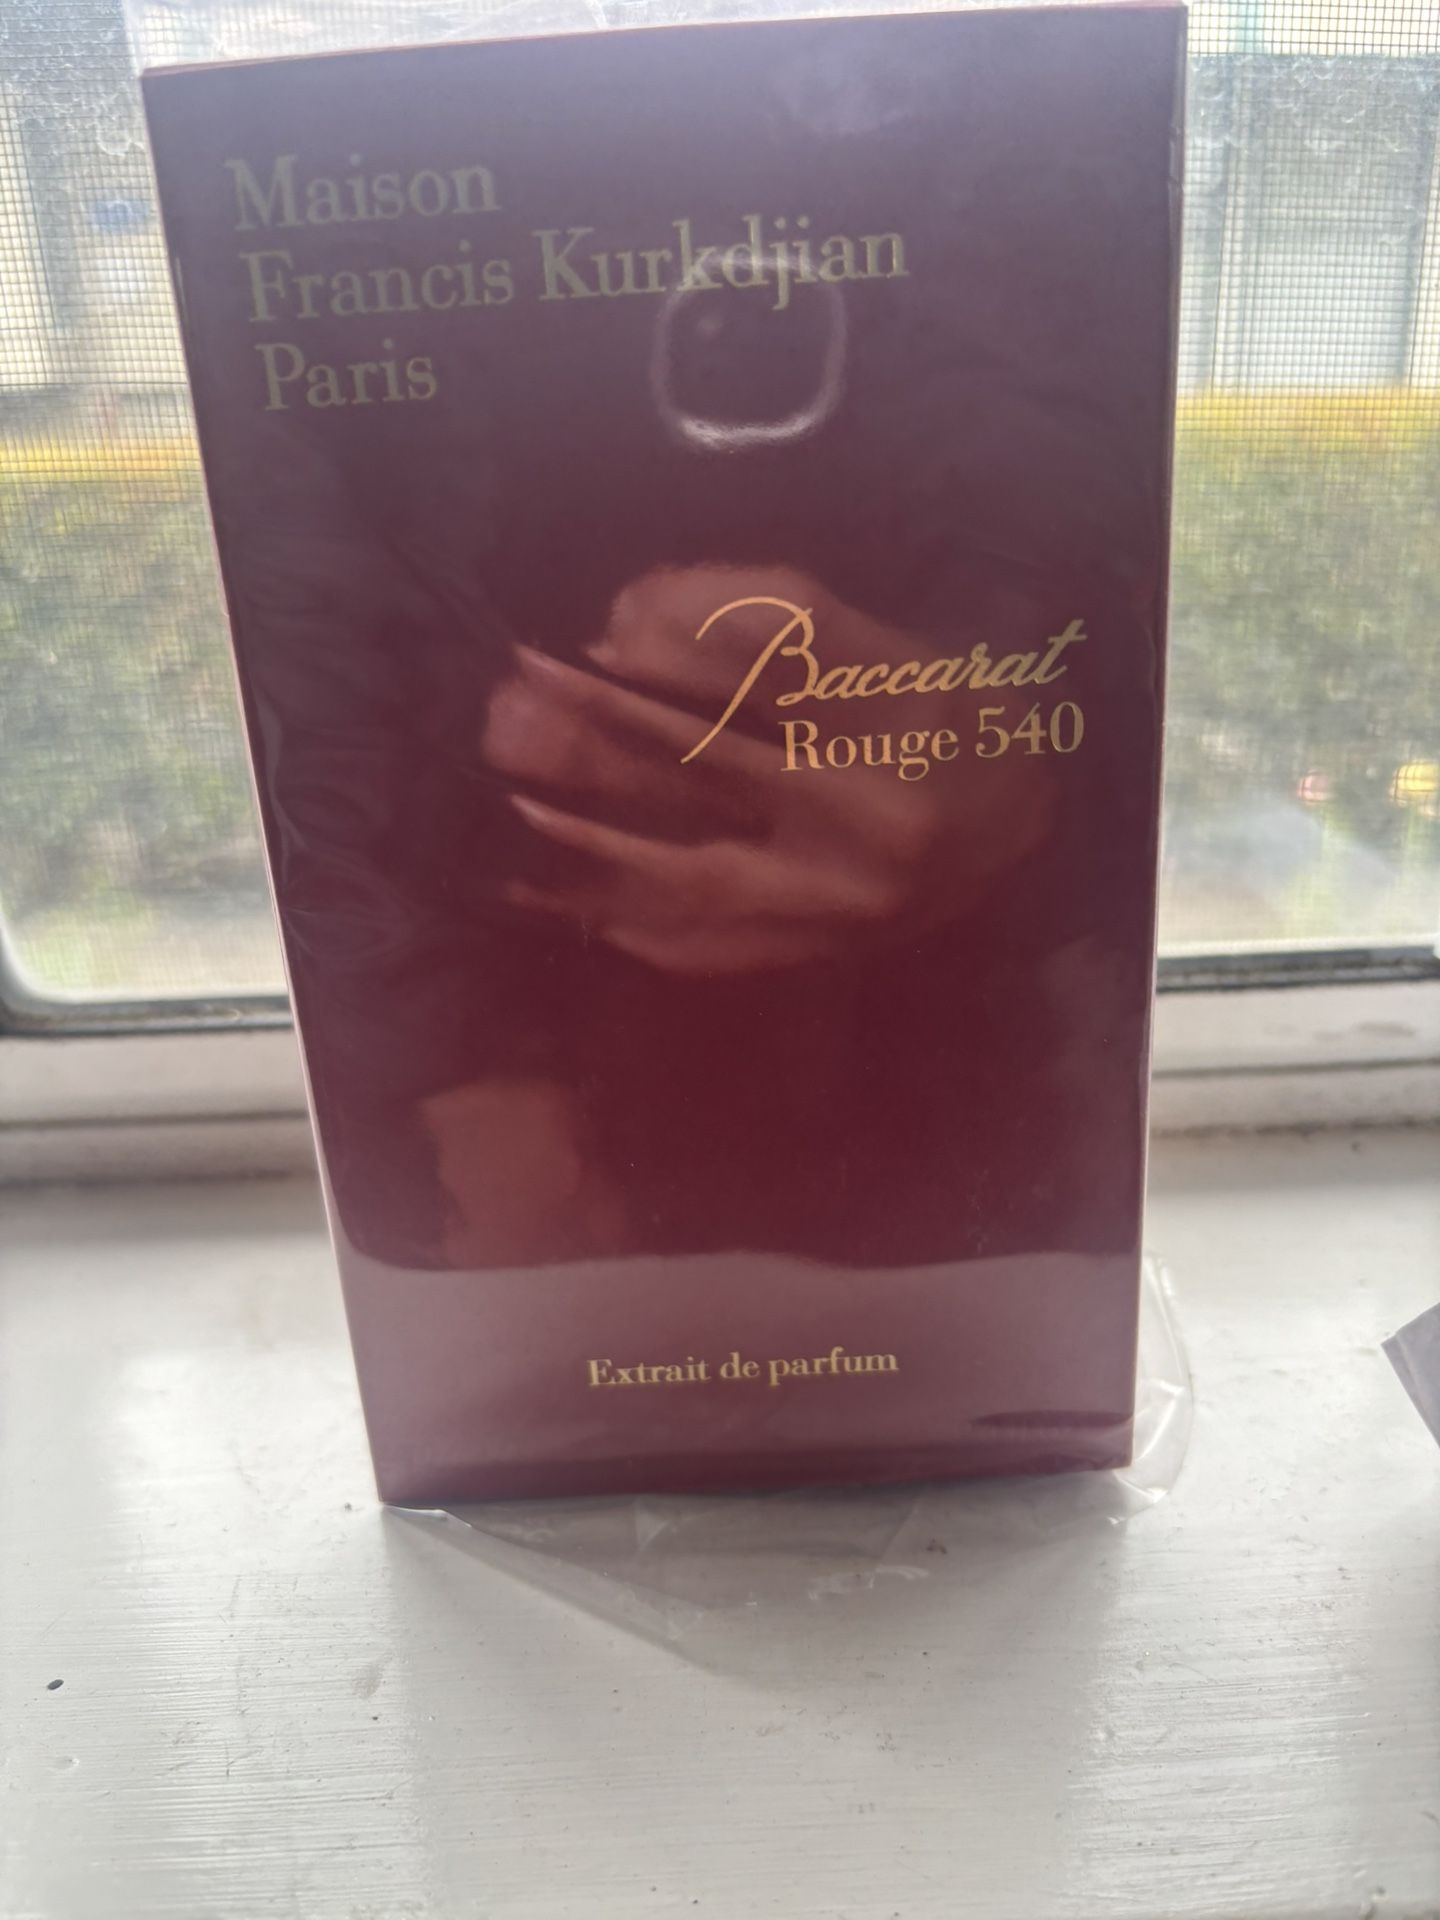 Maison
Francis Kurkdjian
Paris
Baccarat
Rouge 540
Extrait de parfum